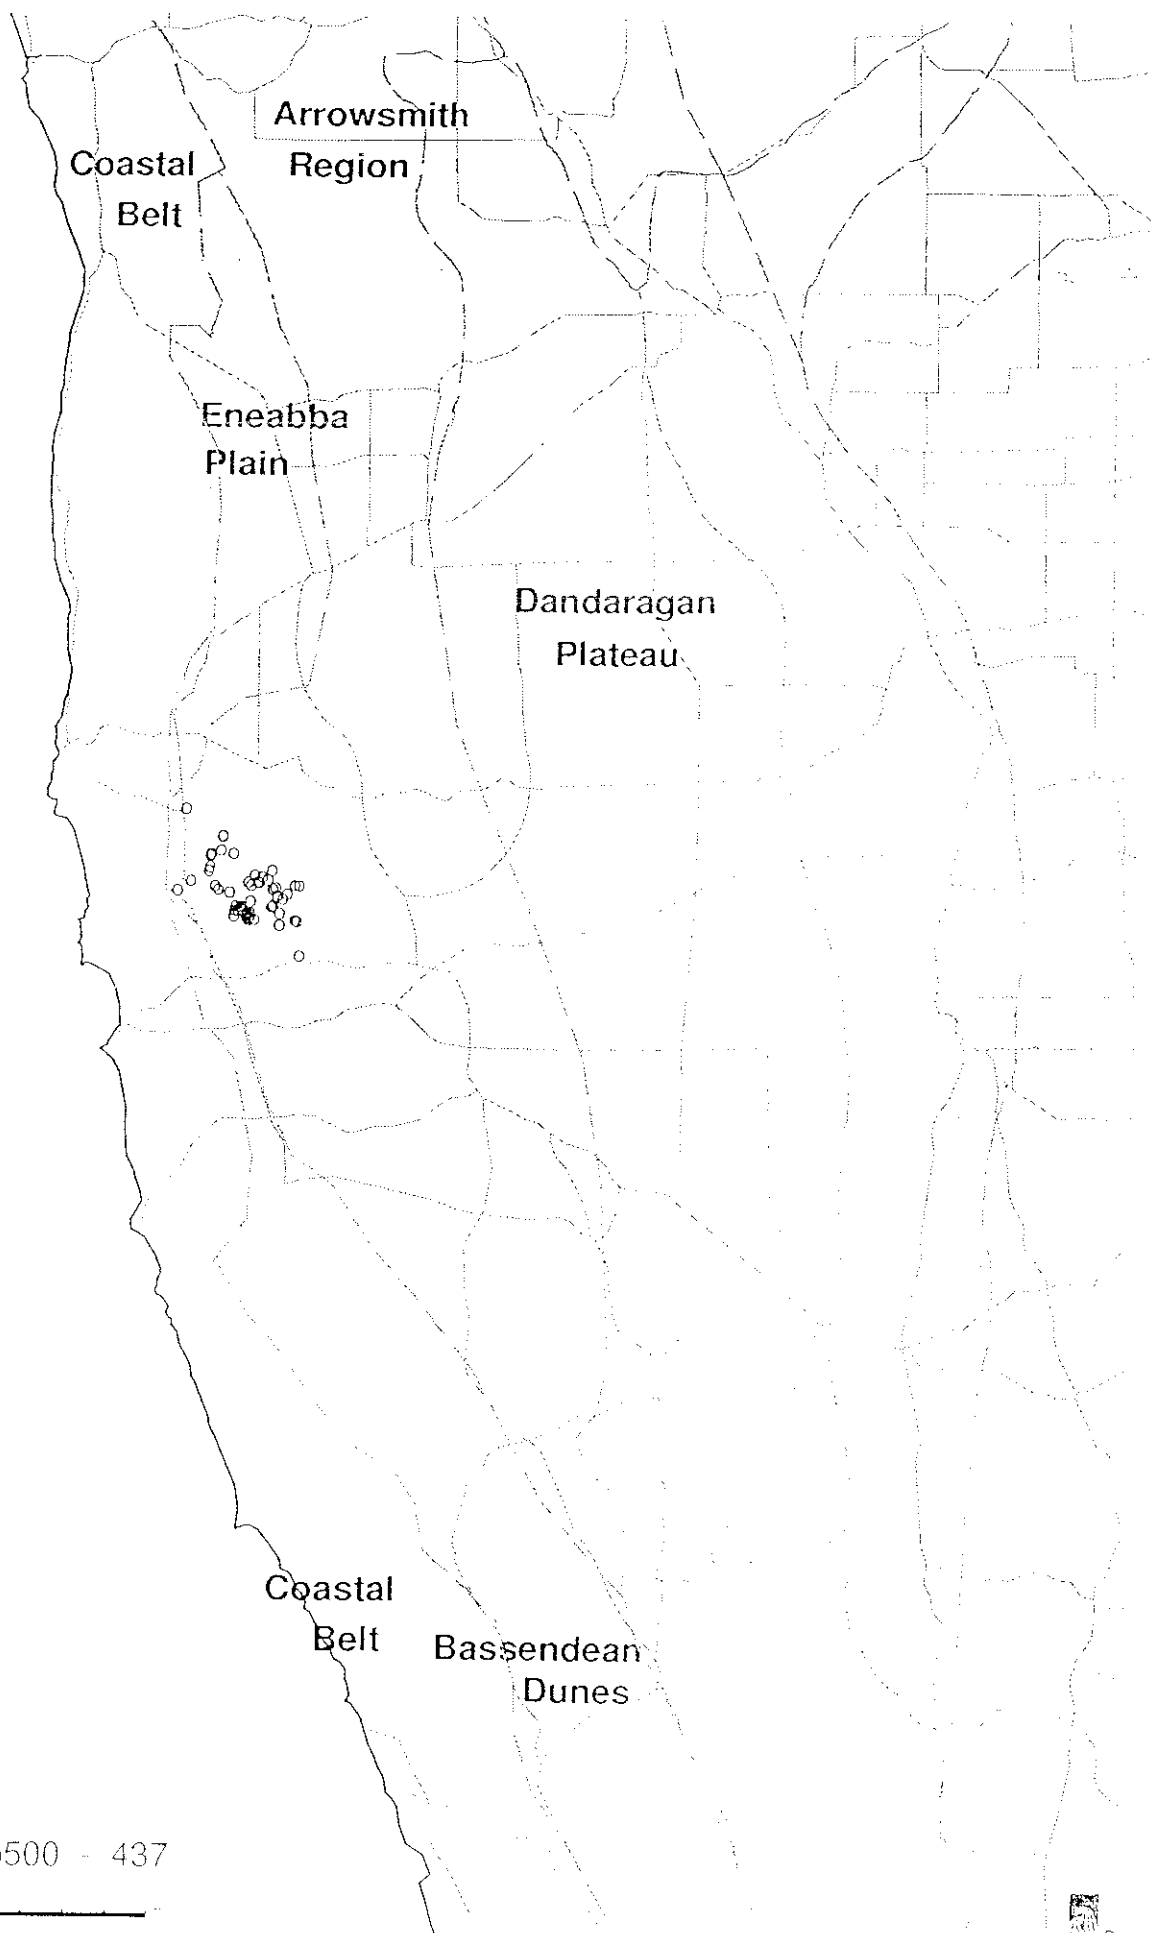 Arrowsmith
Region
Coastal
Belt
Eneabba
Plain
Dandaragan
Plateau
Coastal
Belt
Bassendean
Dunes
500 - 437